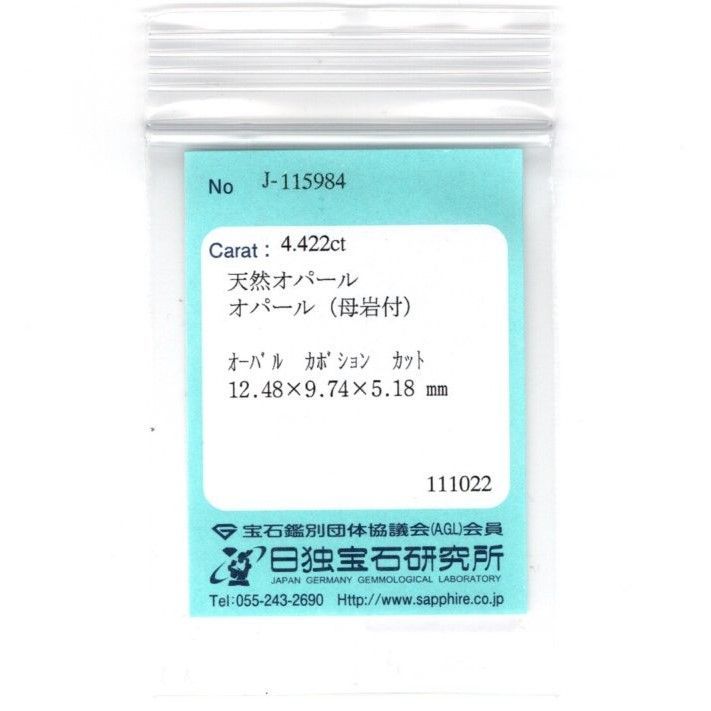 No J-115984
Carat : 4.422ct
天然オパール
オパール（母岩付）
ｵｰﾊﾞﾙ ｶﾎﾞｼｮﾝ ｶｯﾄ
12.48×9.74×5.18 mm
111022
宝石鑑別団体協議会(AGL)会員
日独宝石研究所
JAPAN GERMANY GEMMOLOGICAL LABORATORY
Tel:055-243-2690 Http://www.sapphire.co.jp